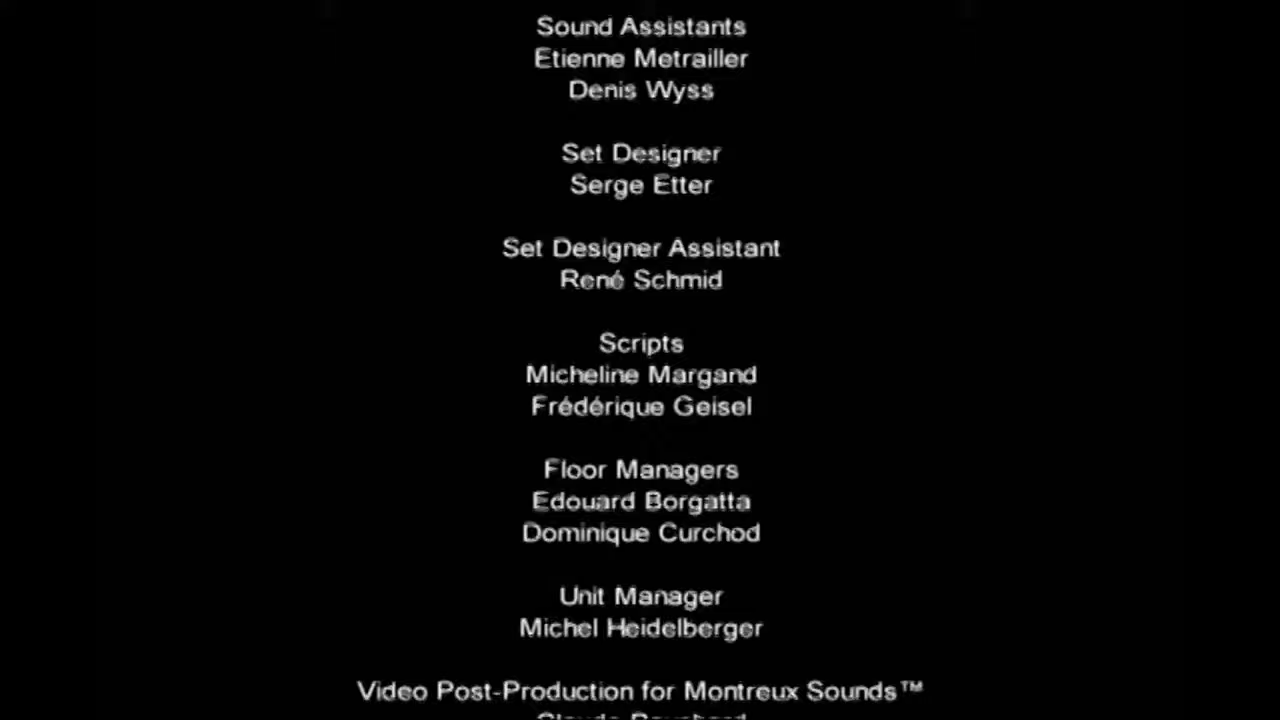 Sound Assistants
Etienne Metrailler
Denis Wyss
Set Designer
Serge Etter
Set Designer Assistant
René Schmid
Scripts
Micheline Margand
Frédérique Geisel
Floor Managers
Edouard Borgatta
Dominique Curchod
Unit Manager
Michel Heidelberger
Video Post-Production for Montreux Sounds™